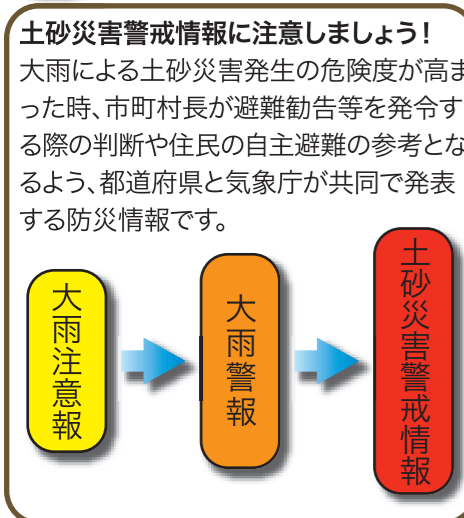 土砂災害警戒情報に注意しましょう！
大雨による土砂災害発生の危険度が高ま
った時、市町村長が避難勧告等を発令す
る際の判断や住民の自主避難の参考とな
るよう、都道府県と気象庁が共同で発表
する防災情報です。
大雨注意報
大雨警報
土砂災害警戒情報